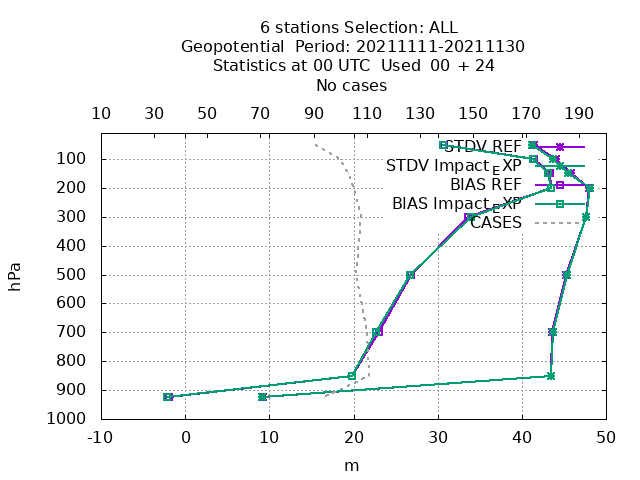 6 stations Selection: ALL
Geopotential  Period: 20211111-20211130
Statistics at 00 UTC  Used  00 + 24
No cases
10 30 50 70 90 110 130 150 170 190
STDV REF
STDV Impact_EXP
BIAS REF
BIAS Impact_EXP
CASES
100
200
300
400
500
600
700
800
900
1000
hPa
-10 0 10 20 30 40 50
m